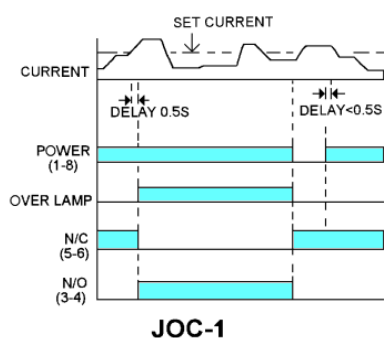 SET CURRENT
CURRENT
DELAY 0.5S
DELAY<0.5S
POWER
(1-8)
OVER LAMP
N/C
(5-6)
N/O
(3-4)
JOC-1